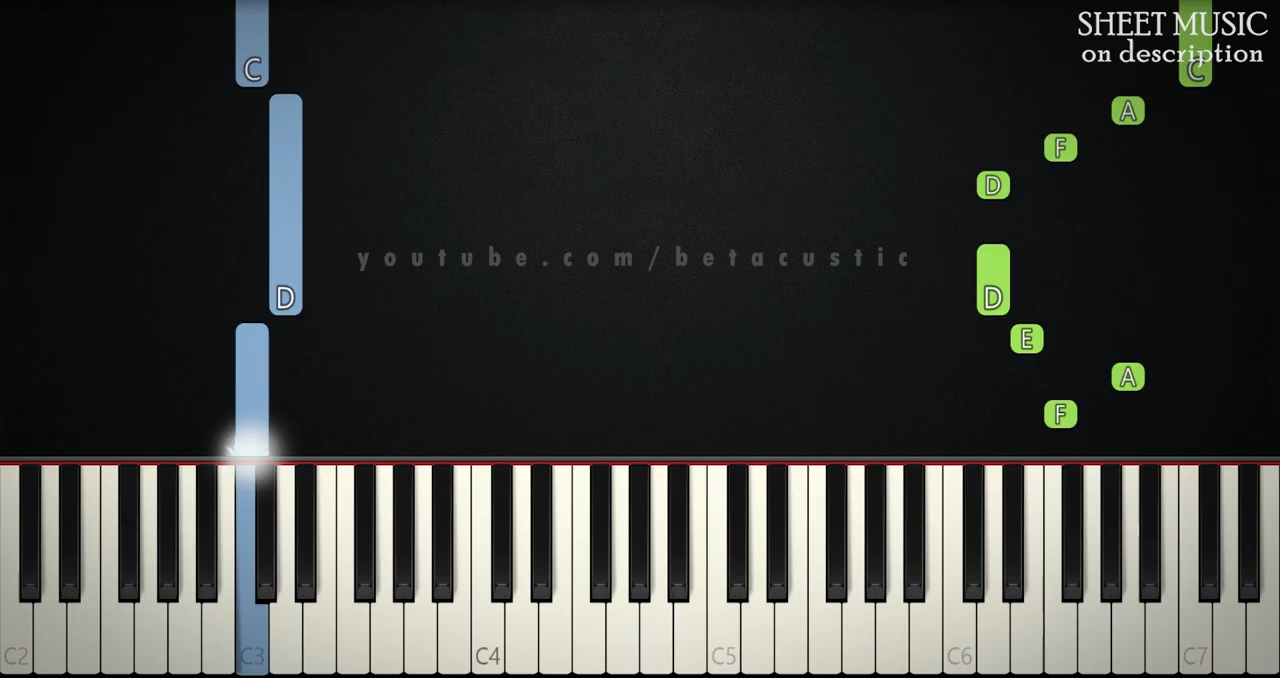 SHEET MUSIC
on description
C
C
A
F
D
youtube.com/betacustic
D
D
E
A
F
C2
C3
C4
C5
C6
C7